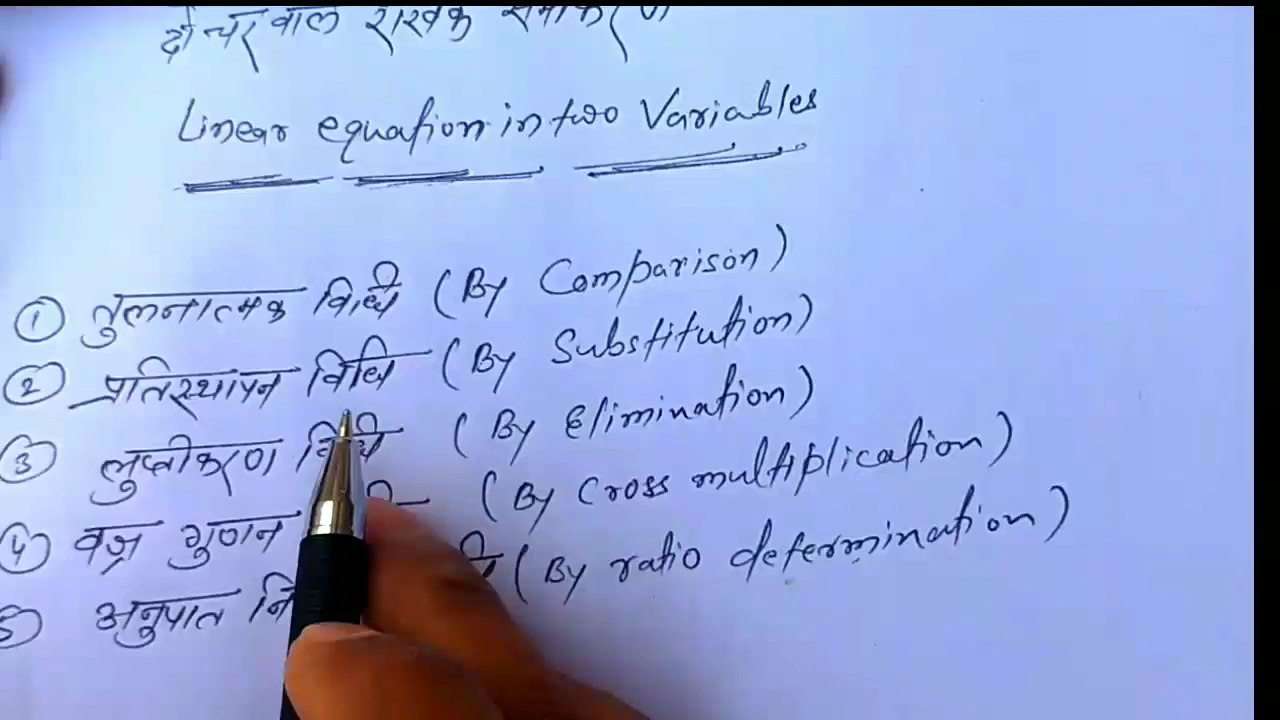 दो चर वाले रैखिक समीकरण
Linear equation in two Variables
① तुलनात्मक विधी (By Comparison)
② प्रतिस्थापन विधि (By Substitution)
③ लुप्तीकरण विधी (By Elimination)
④ वज्र गुणन (By Cross multiplication)
⑤ अनुपात (By ratio determination)